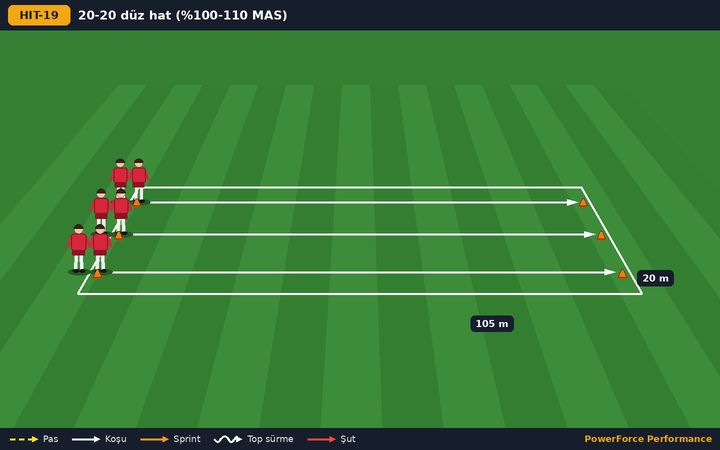 HIT-19 20-20 düz hat (%100-110 MAS)
20 m
105 m
Pas Koşu Sprint Top sürme Şut PowerForce Performance